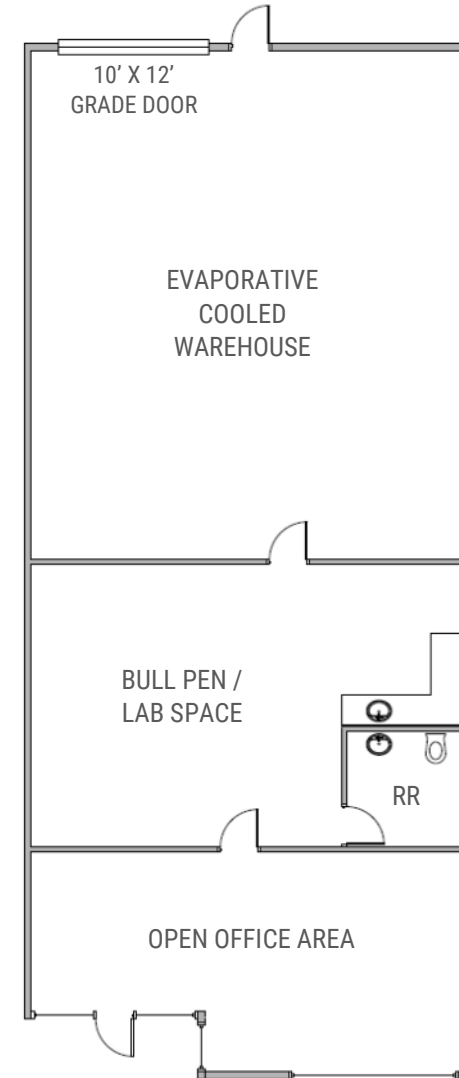 10’ X 12’
GRADE DOOR
EVAPORATIVE
COOLED
WAREHOUSE
BULL PEN /
LAB SPACE
RR
OPEN OFFICE AREA